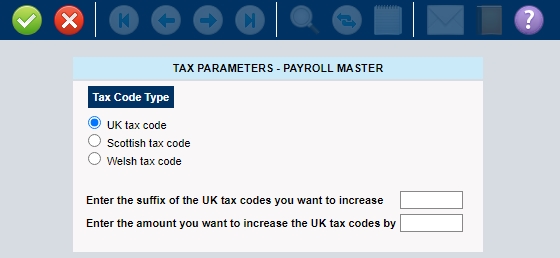 ?
TAX PARAMETERS - PAYROLL MASTER
Tax Code Type
UK tax code
Scottish tax code
Welsh tax code
Enter the suffix of the UK tax codes you want to increase
Enter the amount you want to increase the UK tax codes by